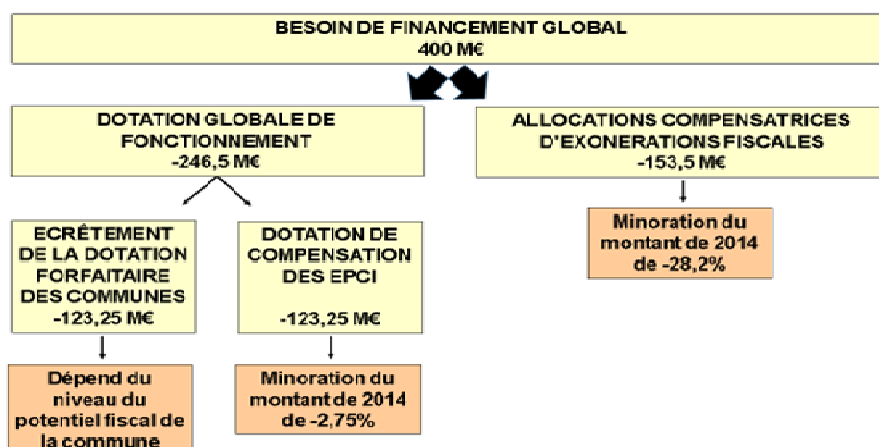 BESOIN DE FINANCEMENT GLOBAL
400 M€
DOTATION GLOBALE DE
FONCTIONNEMENT
-246,5 M€
ALLOCATIONS COMPENSATRICES
D'EXONERATIONS FISCALES
-153,5 M€
ECRÊTEMENT
DE LA DOTATION
FORFAITAIRE
DES COMMUNES
-123,25 M€
DOTATION DE
COMPENSATION
DES EPCI
-123,25 M€
Minoration du
montant de 2014
de -28,2%
Dépend du
niveau du
potentiel fiscal de
la commune
Minoration du
montant de 2014
de -2,75%